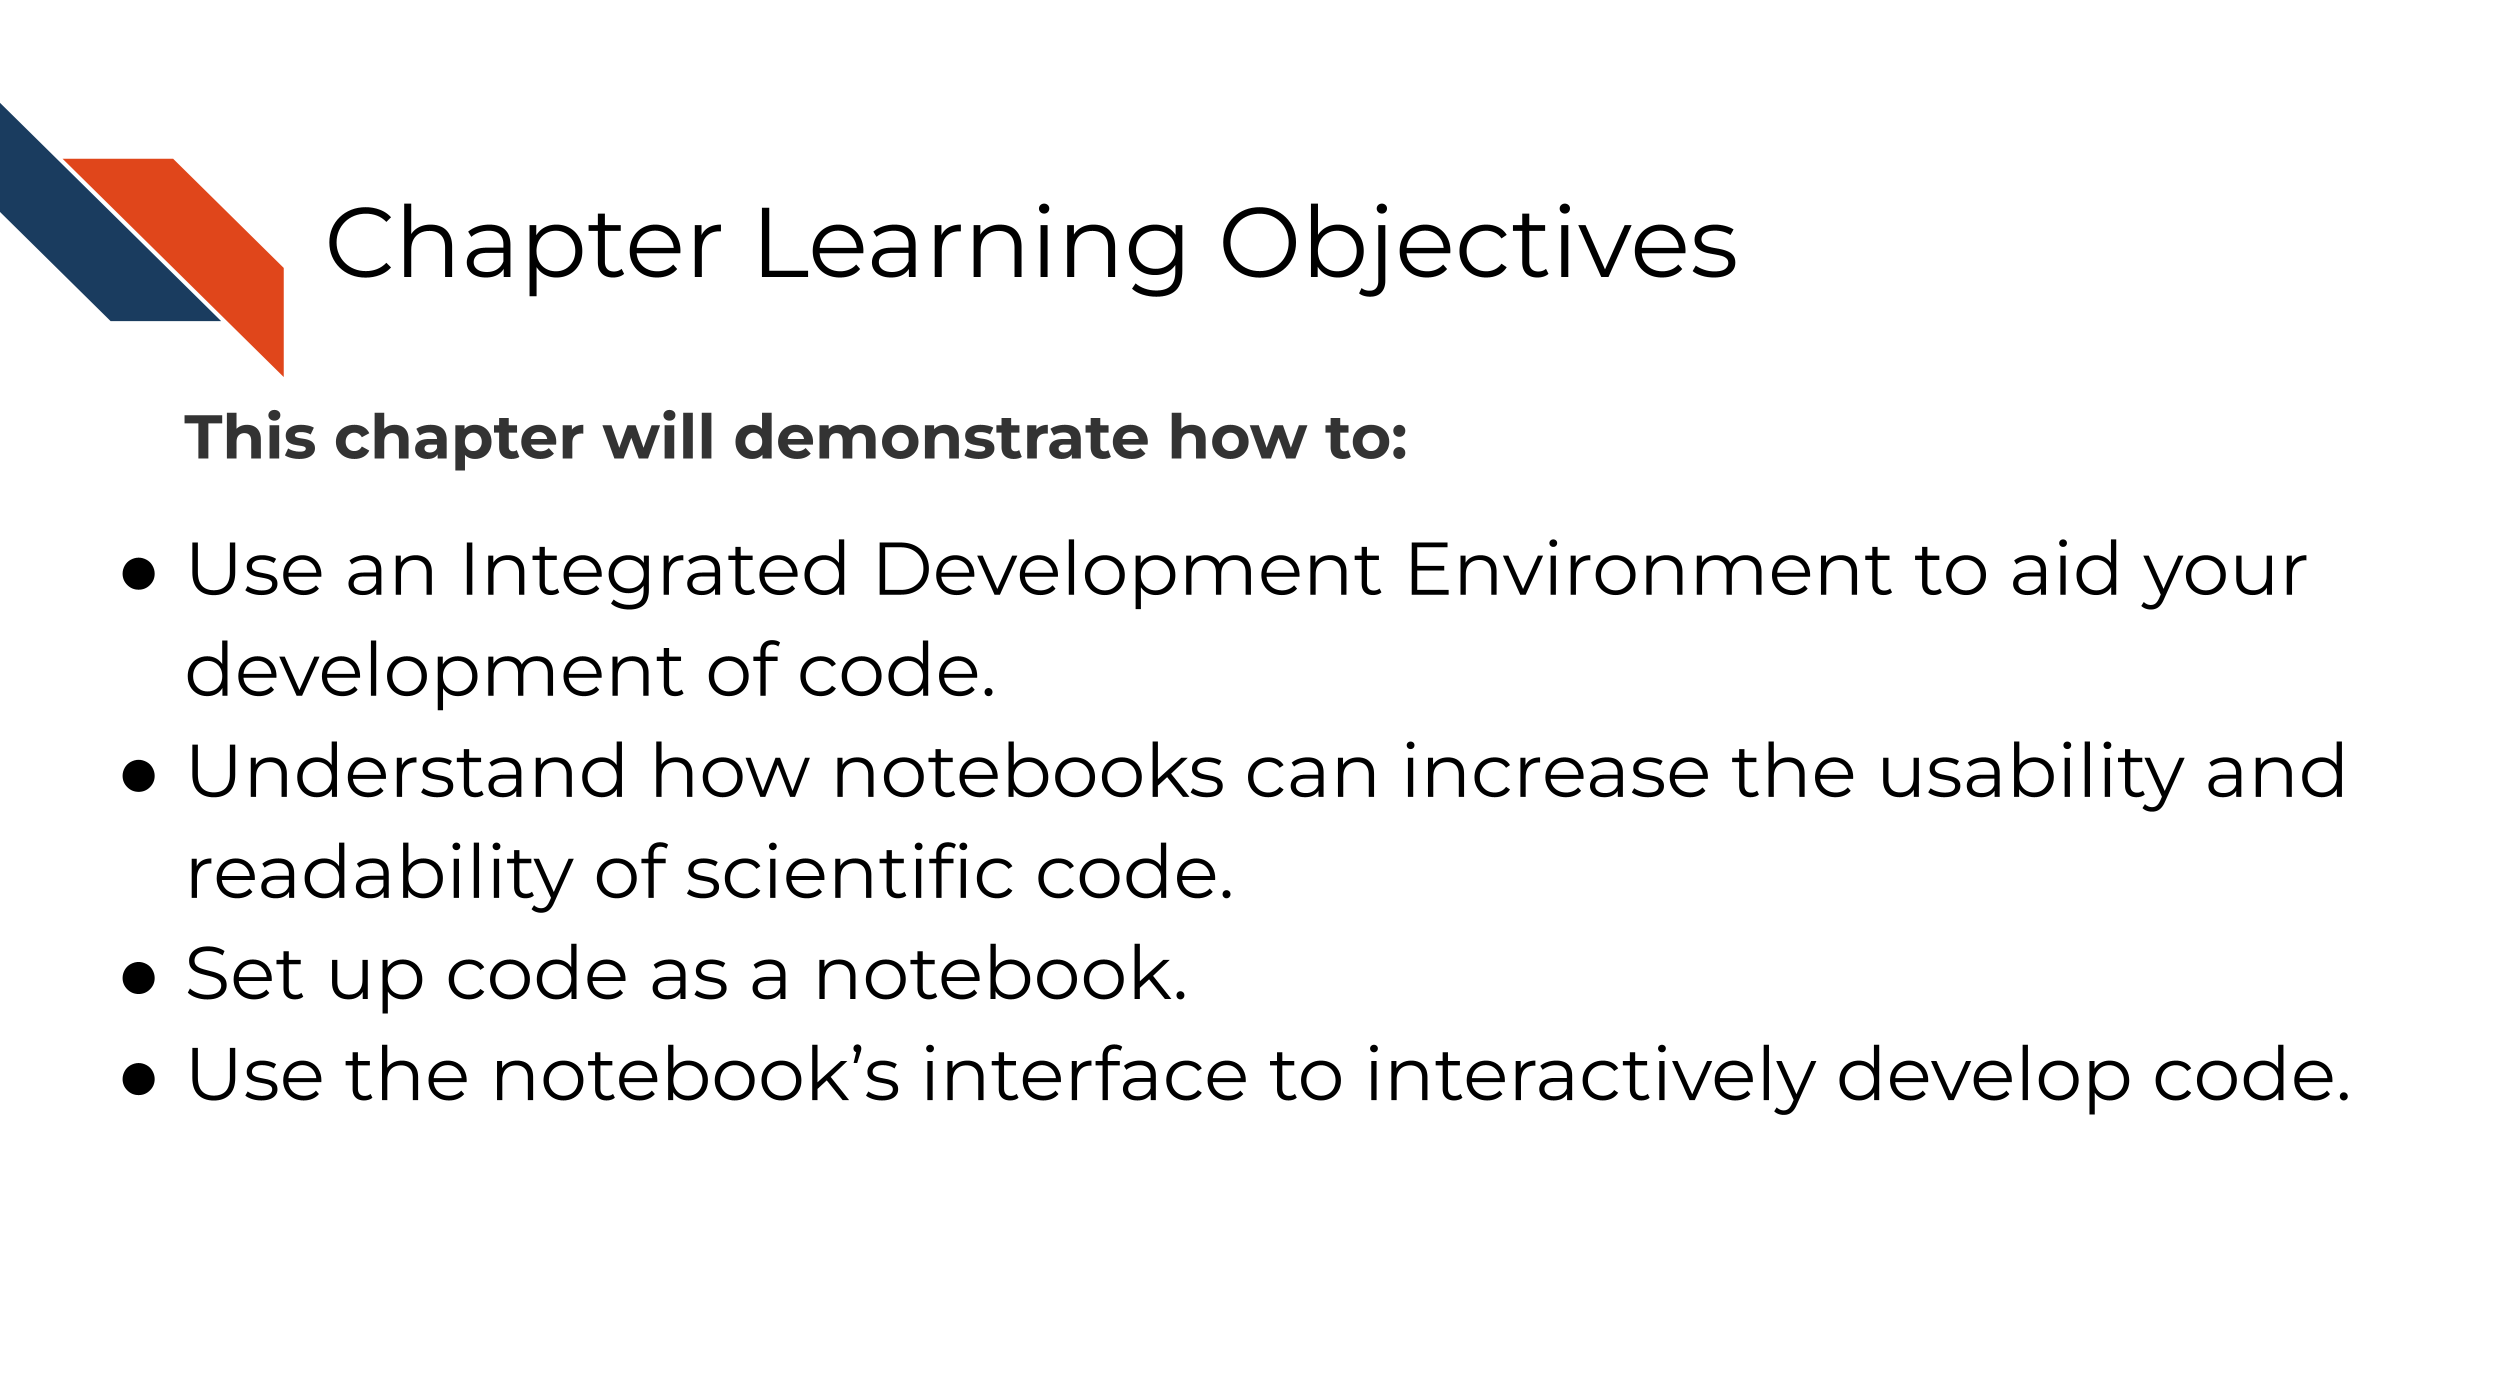 Chapter Learning Objectives
This chapter will demonstrate how to:
● Use an Integrated Development Environment to aid your
development of code.
● Understand how notebooks can increase the usability and
readability of scientific code.
● Set up code as a notebook.
● Use the notebook’s interface to interactively develop code.